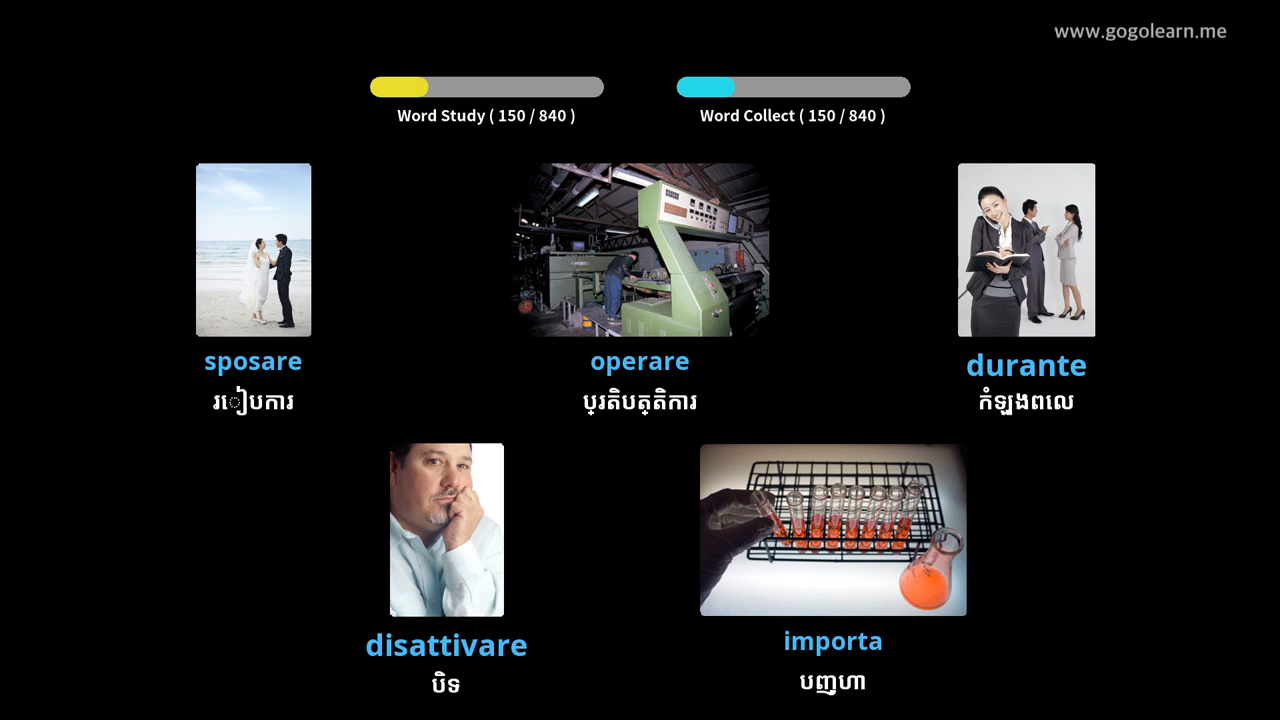 www.gogolearn.me
Word Study ( 150 / 840 )
Word Collect ( 150 / 840 )
sposare
operare
durante
រៀបការ
ប្រតិបត្តិការ
កំឡុងពេល
disattivare
importa
បិទ
បញ្ហា